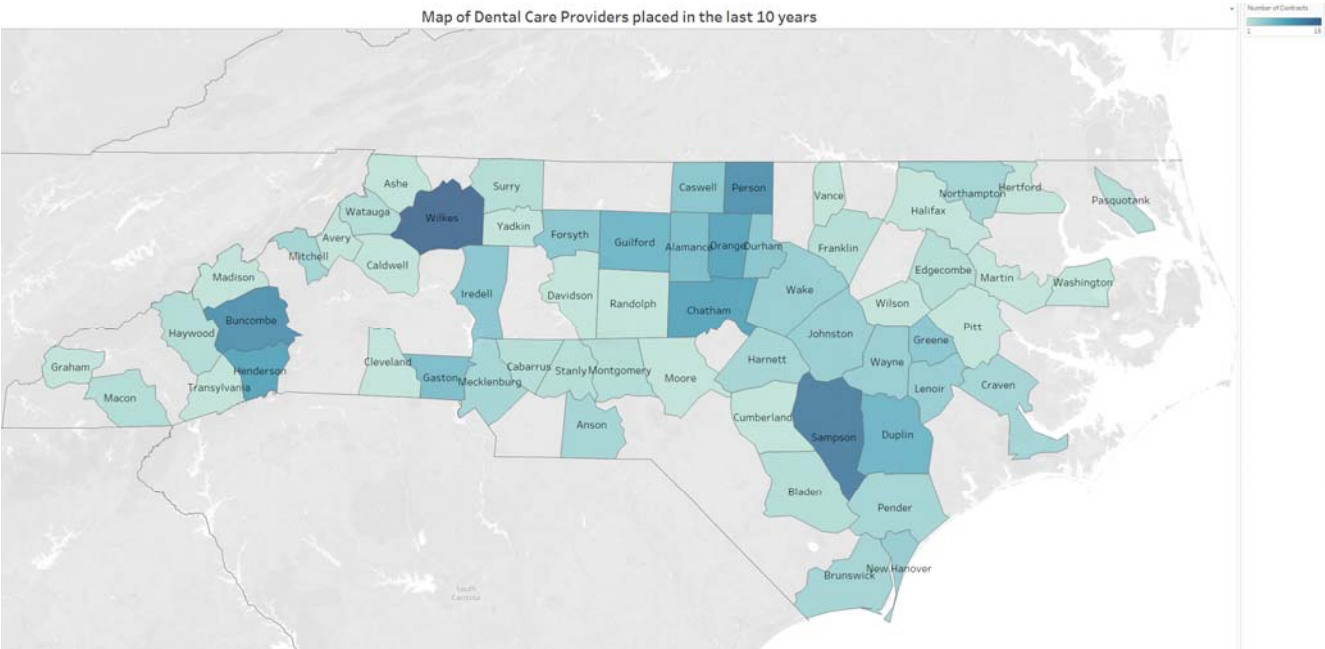 Map of Dental Care Providers placed in the last 10 years
Number of Contracts
1 15
Ashe
Surry
Caswell
Person
Vance
Northampton
Hertford
Pasquotank
Watauga
Wilkes
Yadkin
Halifax
Avery
Forsyth
Guilford
Alamance
Orange
Durham
Franklin
Mitchell
Caldwell
Madison
Iredell
Davidson
Randolph
Wake
Edgecombe
Martin
Washington
Buncombe
Chatham
Wilson
Haywood
Johnston
Pitt
Greene
Graham
Henderson
Cleveland
Gaston
Mecklenburg
Cabarrus
Stanly
Montgomery
Moore
Harnett
Wayne
Transylvania
Lenoir
Craven
Macon
Anson
Cumberland
Sampson
Duplin
Bladen
Pender
Brunswick
New Hanover
South
Carolina